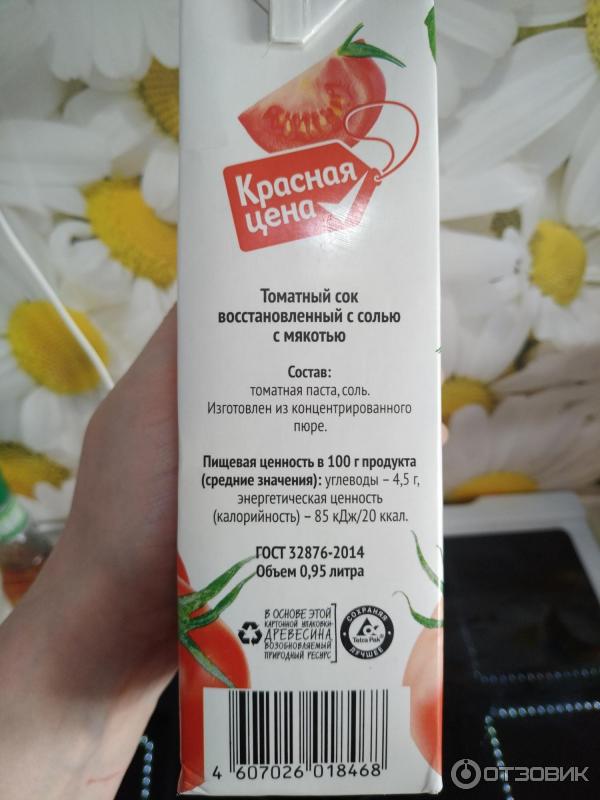 Красная
цена
Томатный сок
восстановленный с солью
с мякотью
Состав:
томатная паста, соль.
Изготовлен из концентрированного
пюре.
Пищевая ценность в 100 г продукта
(средние значения): углеводы – 4,5 г,
энергетическая ценность
(калорийность) – 85 кДж/20 ккал.
ГОСТ 32876-2014
Объем 0,95 литра
В ОСНОВЕ ЭТОЙ
КАРТОННОЙ УПАКОВКИ-
ДРЕВЕСИНА,
ВОЗОБНОВЛЯЕМЫЙ
ПРИРОДНЫЙ РЕСУРС
СОХРАНЯЯ
Tetra Pak®
ЛУЧШЕЕ
4 607026 018468
ОТЗОВИК